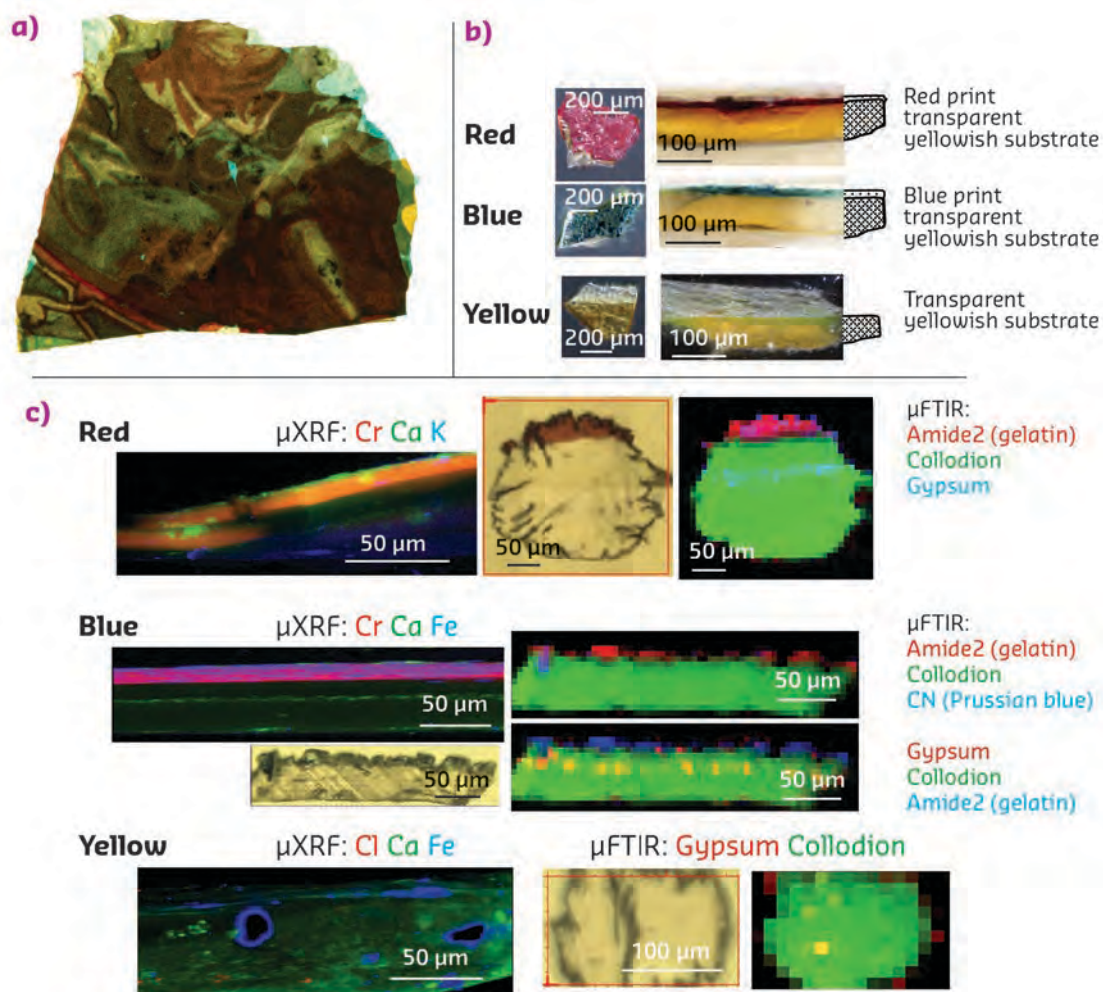 a)
b)
Red
200 µm
100 µm
Red print
transparent
yellowish substrate
Blue
200 µm
100 µm
Blue print
transparent
yellowish substrate
Yellow
200 µm
100 µm
Transparent
yellowish substrate
c)
Red
µXRF: Cr Ca K
50 µm
50 µm
50 µm
µFTIR:
Amide2 (gelatin)
Collodion
Gypsum
Blue
µXRF: Cr Ca Fe
50 µm
50 µm
50 µm
50 µm
µFTIR:
Amide2 (gelatin)
Collodion
CN (Prussian blue)
Gypsum
Collodion
Amide2 (gelatin)
Yellow
µXRF: Cl Ca Fe
50 µm
µFTIR: Gypsum Collodion
100 µm